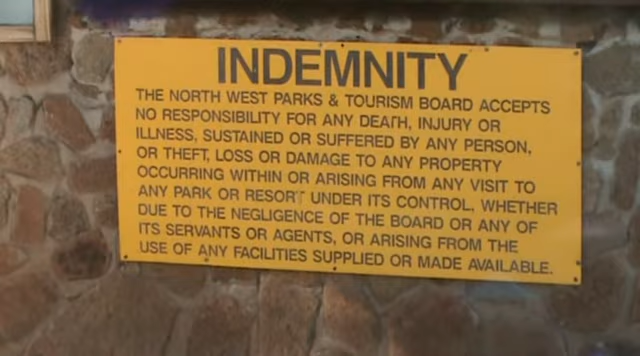 INDEMNITY
THE NORTH WEST PARKS & TOURISM BOARD ACCEPTS
NO RESPONSIBILITY FOR ANY DEATH, INJURY OR
ILLNESS, SUSTAINED OR SUFFERED BY ANY PERSON,
OR THEFT, LOSS OR DAMAGE TO ANY PROPERTY
OCCURRING WITHIN OR ARISING FROM ANY VISIT TO
ANY PARK OR RESORT UNDER ITS CONTROL, WHETHER
DUE TO THE NEGLIGENCE OF THE BOARD OR ANY OF
ITS SERVANTS OR AGENTS, OR ARISING FROM THE
USE OF ANY FACILITIES SUPPLIED OR MADE AVAILABLE.